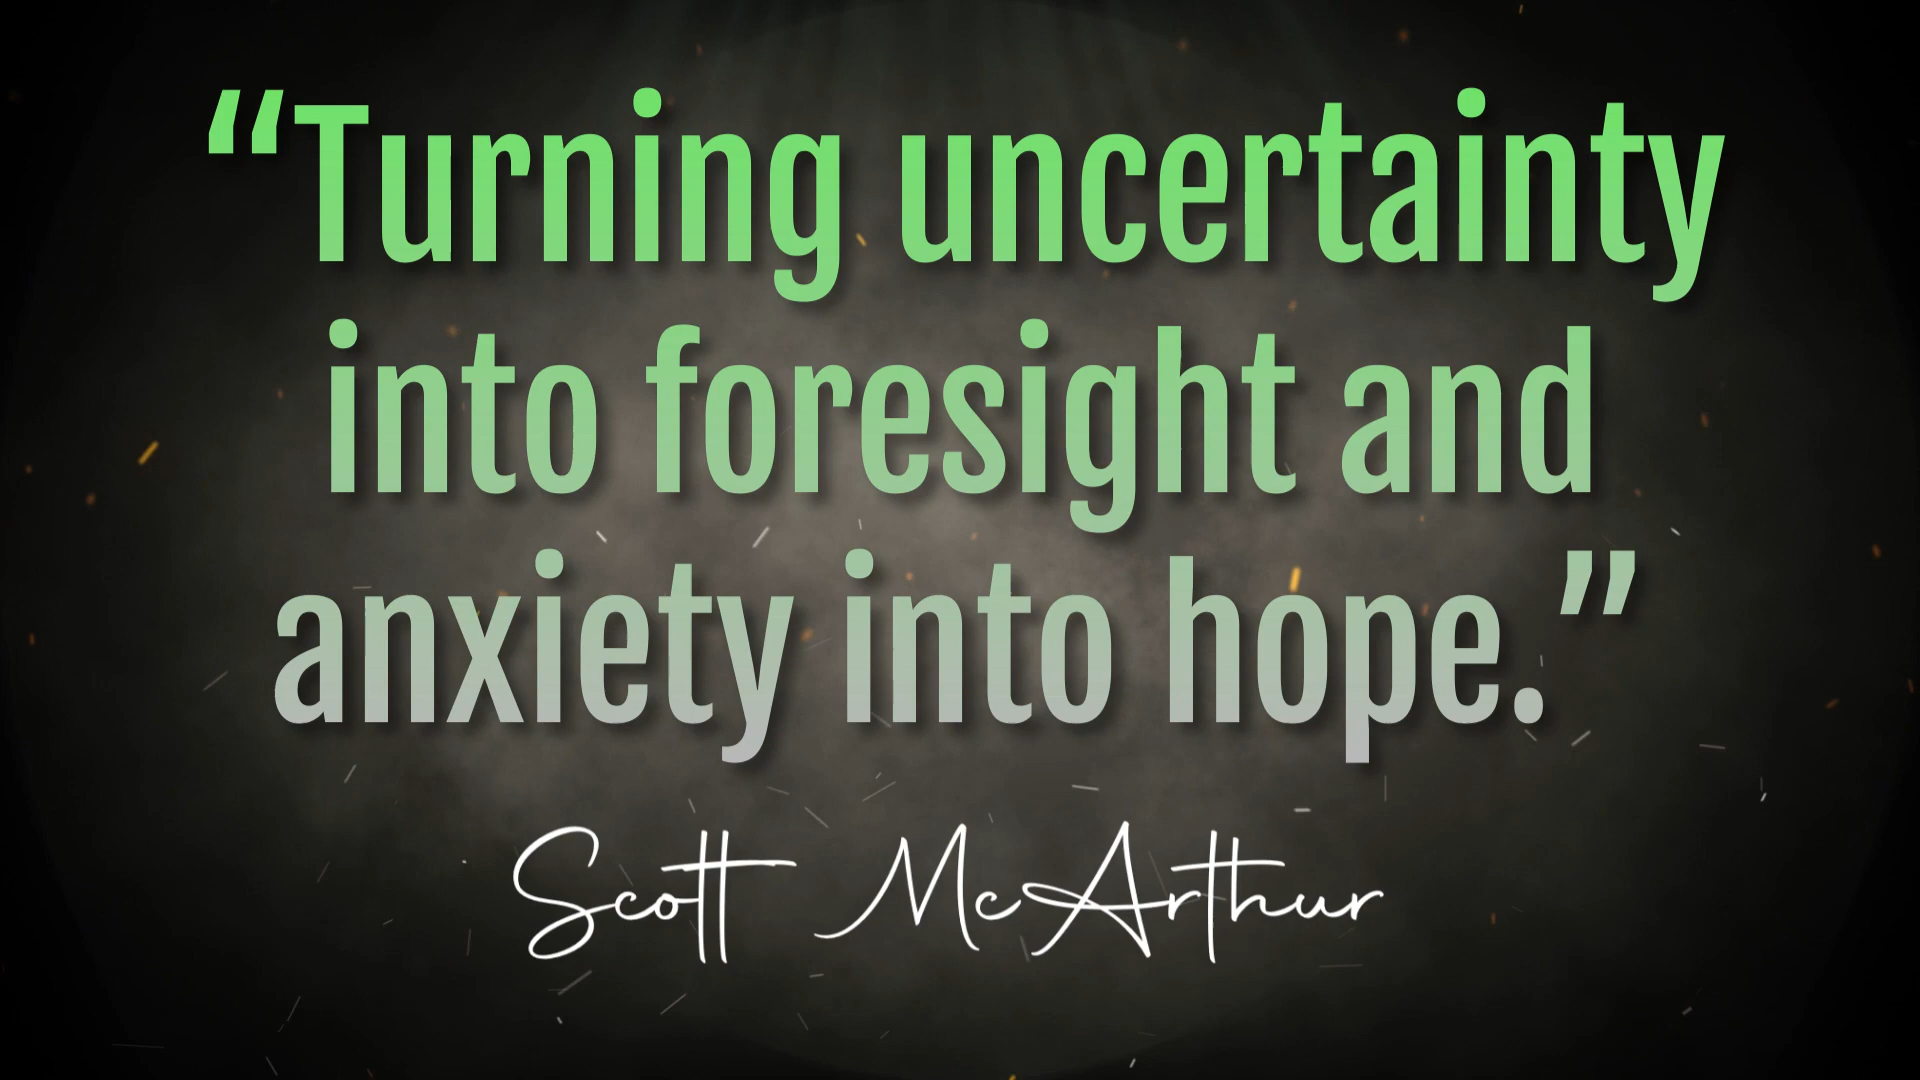 “Turning uncertainty
into foresight and
anxiety into hope.”
Scott McArthur